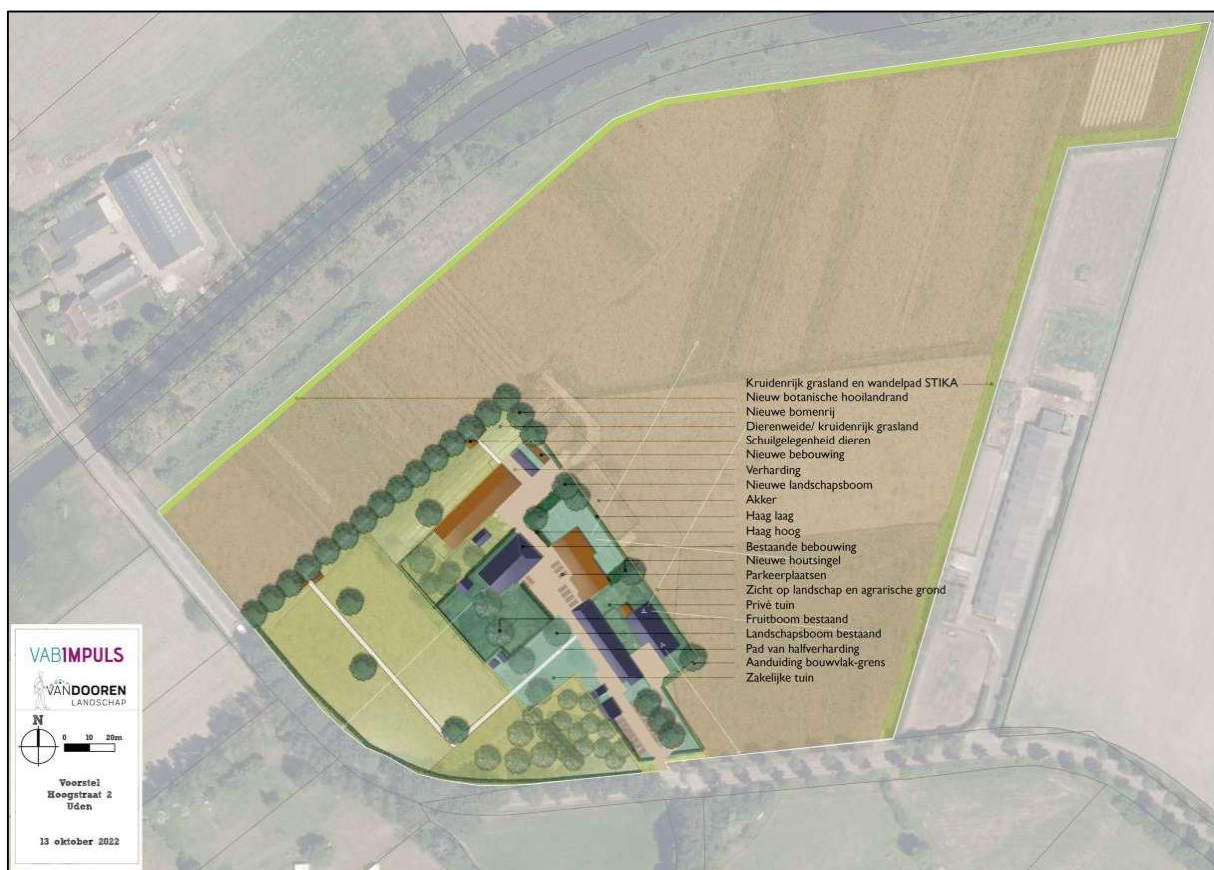 Kruidenrijk grasland en wandelpad STIKA
Nieuw botanische hooilandrand
Nieuwe bomenrij
Dierenweide/ kruidenrijk grasland
Schuilgelegenheid dieren
Nieuwe bebouwing
Verharding
Nieuwe landschapsboom
Akker
Haag laag
Haag hoog
Bestaande bebouwing
Nieuwe houtsingel
Parkeerplaatsen
Zicht op landschap en agrarische grond
Privé tuin
Fruitboom bestaand
Landschapsboom bestaand
Pad van halfverharding
Aanduiding bouwvlak-grens
Zakelijke tuin
VABIMPULS
VANDOOREN
LANDSCHAP
N
0 10 20m
Voorstel
Hoogstraat 2
Uden
13 oktober 2022